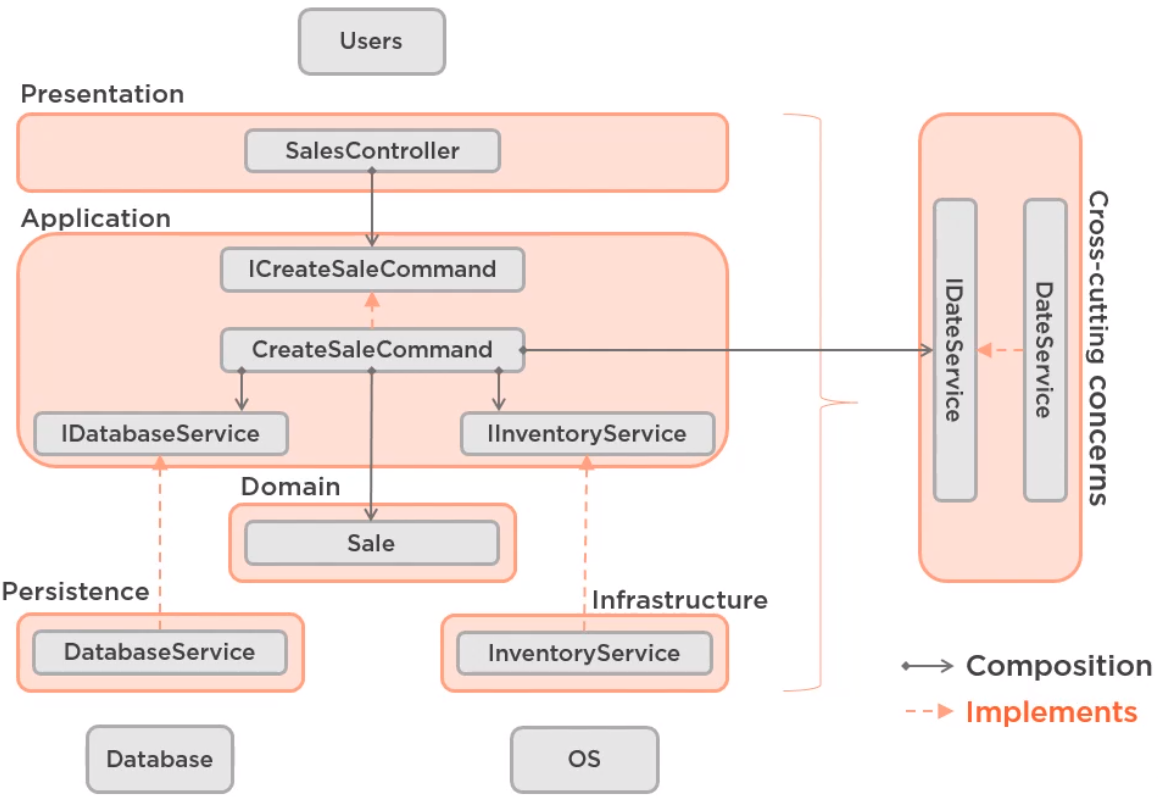 Users
Presentation
SalesController
Application
ICreateSaleCommand
CreateSaleCommand
IDatabaseService
IInventoryService
Domain
Sale
Persistence
Infrastructure
DatabaseService
InventoryService
Database
OS
IDateService
DateService
Cross-cutting concerns
Composition
Implements